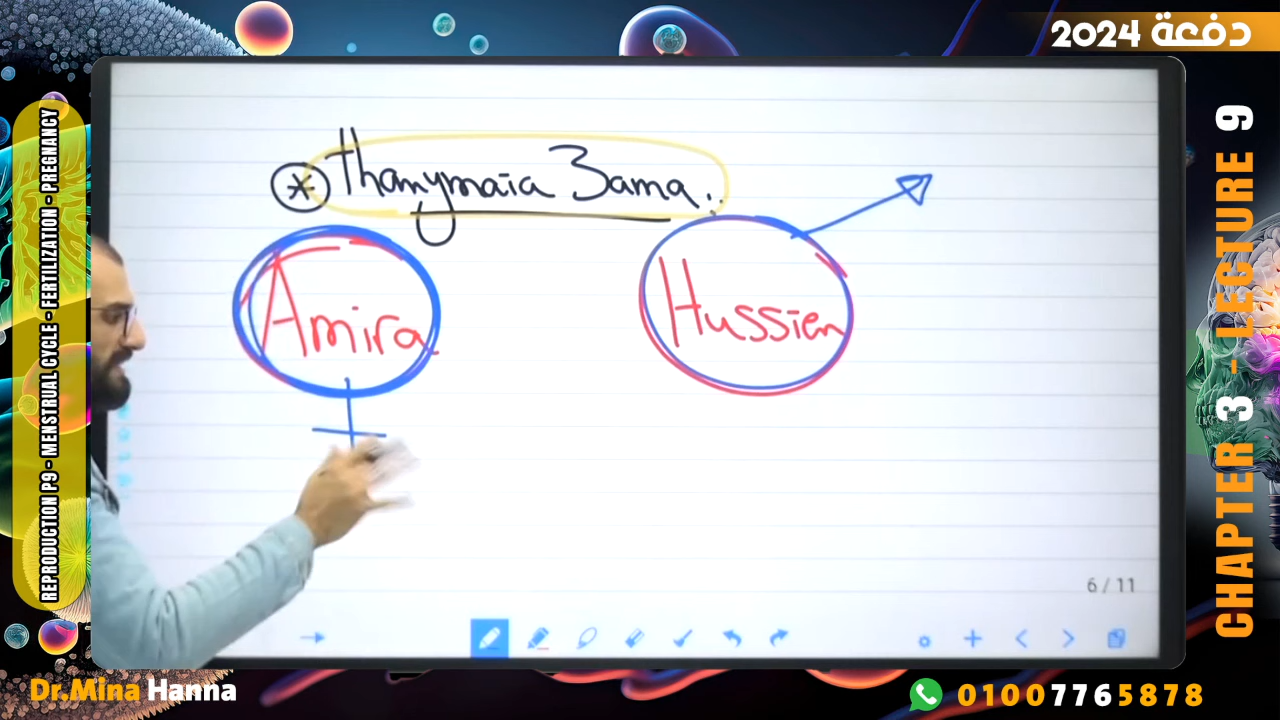 دفعة 2024
REPRODUCTION P9 - MENSTRUAL CYCLE - FERTILIZATION - PREGNANCY
* thanymaia 3ama.
Amira
Hussien
CHAPTER 3 - LECTURE 9
6 / 11
Dr.Mina Hanna
01007765878